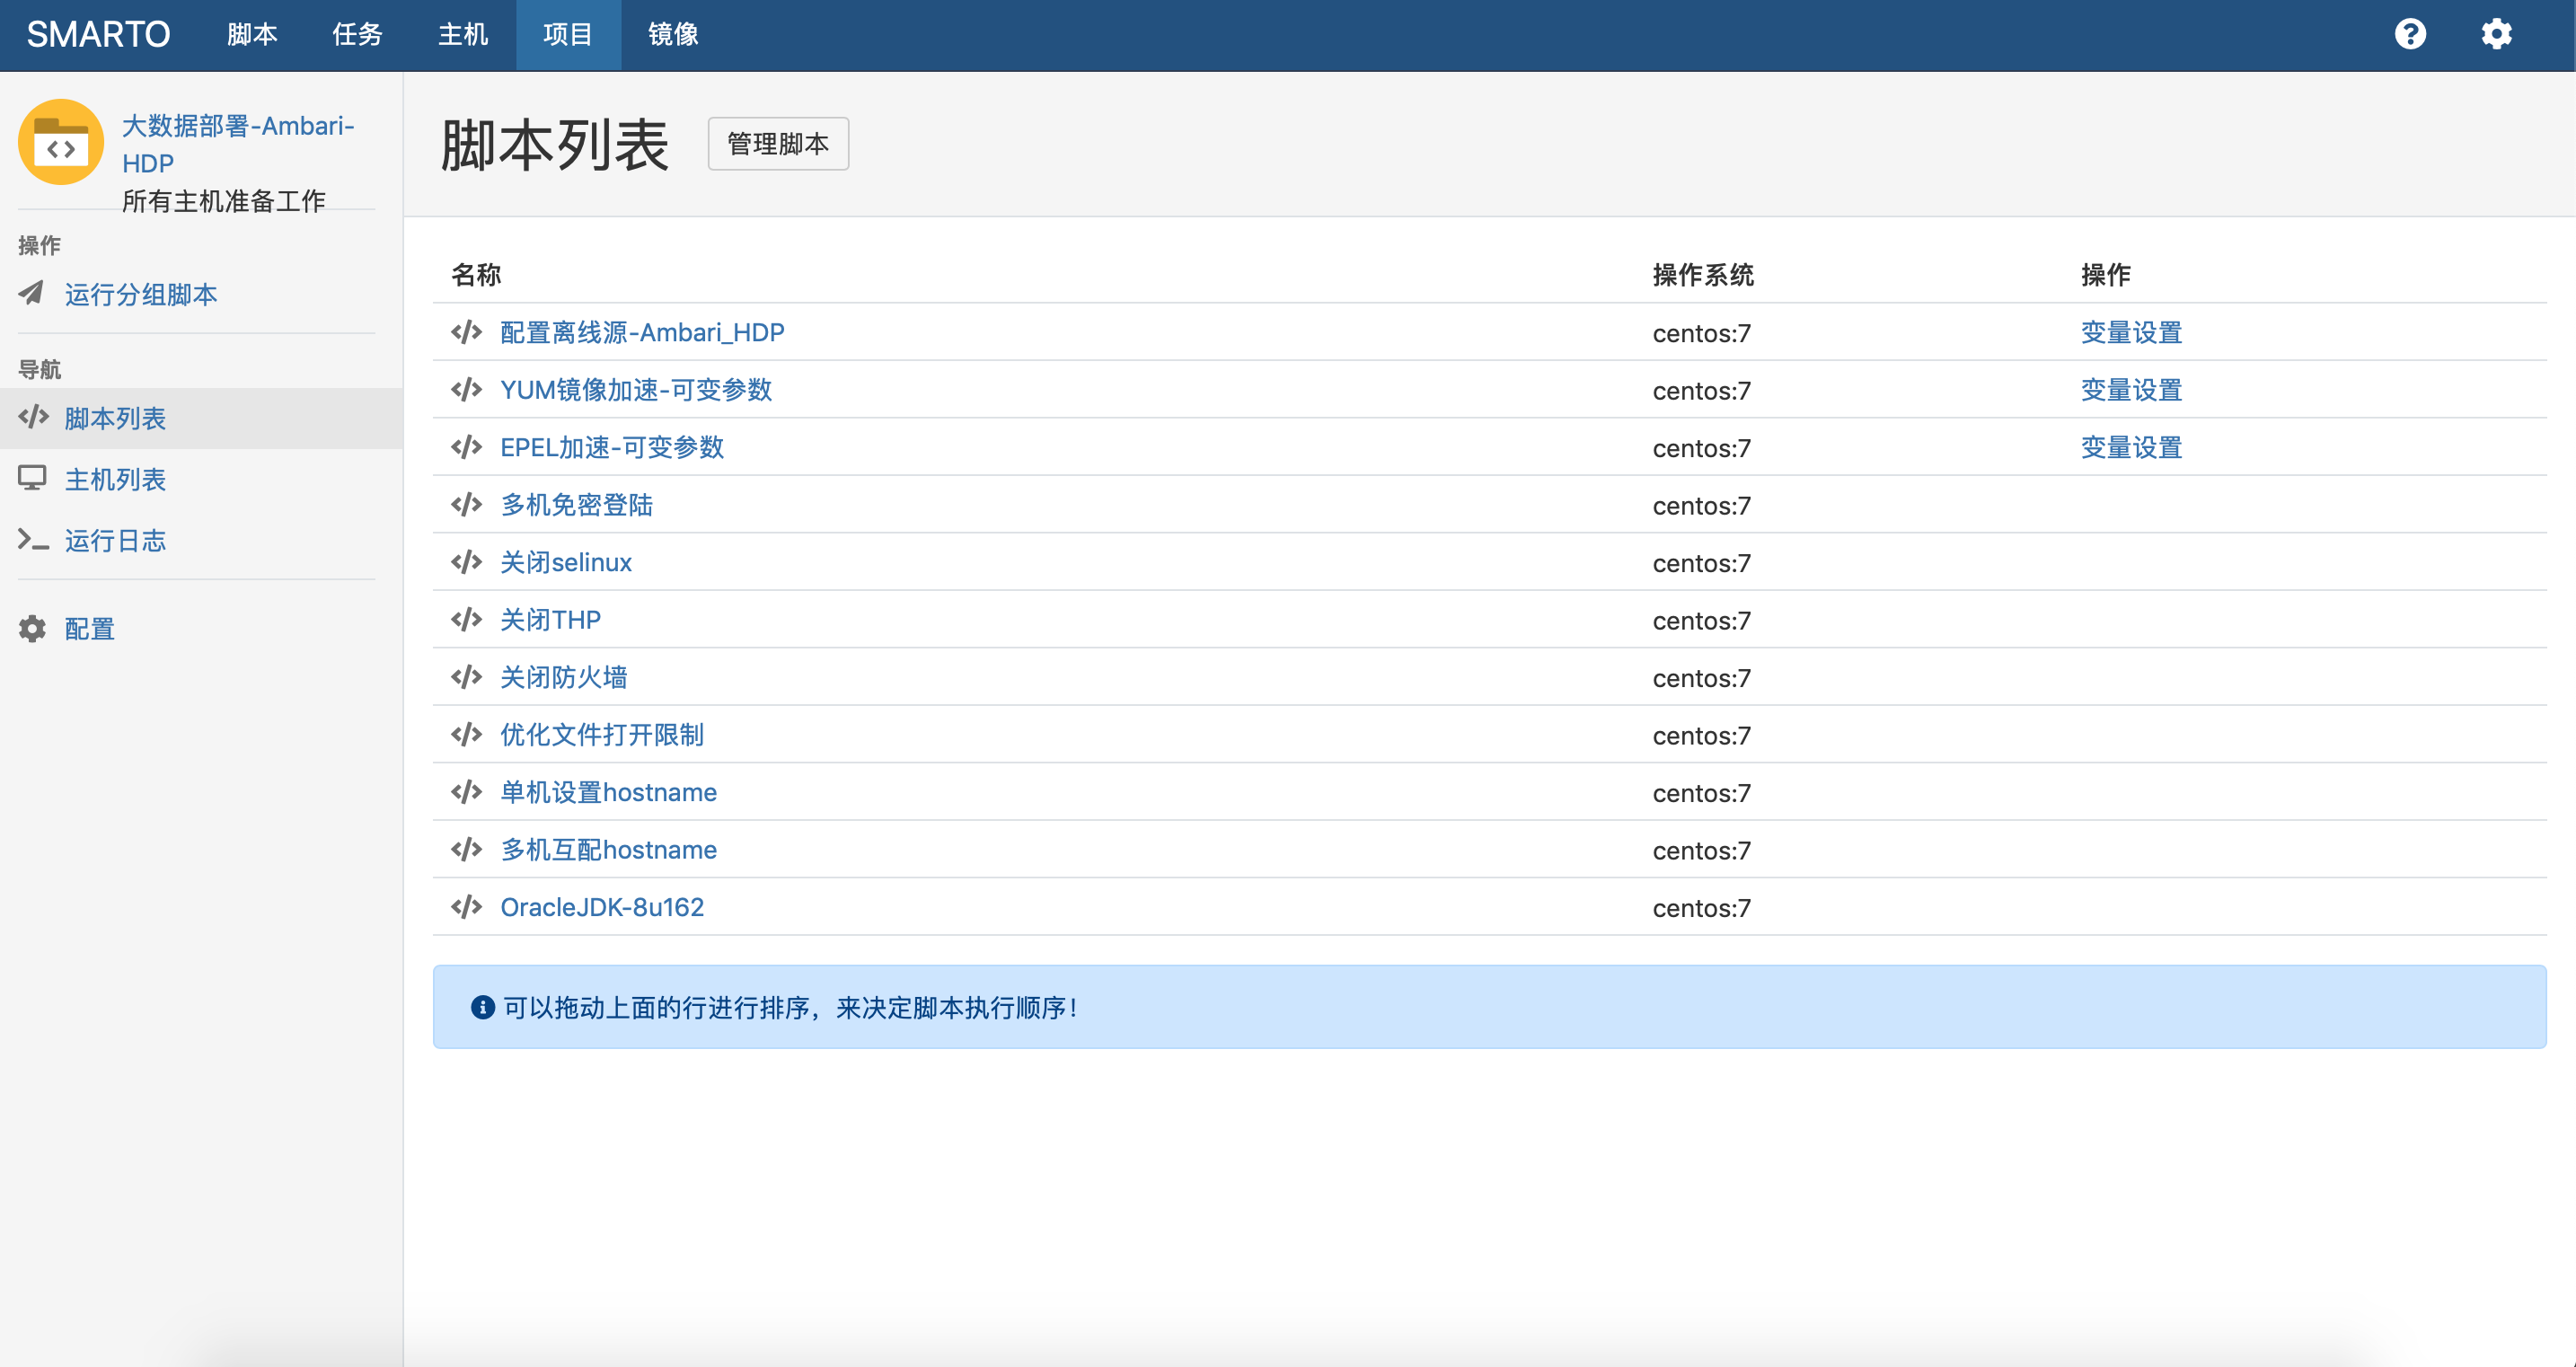 SMARTO 脚本 任务 主机 项目 镜像
大数据部署-Ambari-
HDP
所有主机准备工作
操作
运行分组脚本
导航
脚本列表
主机列表
运行日志
配置
脚本列表 管理脚本
名称 操作系统 操作
配置离线源-Ambari_HDP centos:7 变量设置
YUM镜像加速-可变参数 centos:7 变量设置
EPEL加速-可变参数 centos:7 变量设置
多机免密登陆 centos:7
关闭selinux centos:7
关闭THP centos:7
关闭防火墙 centos:7
优化文件打开限制 centos:7
单机设置hostname centos:7
多机互配hostname centos:7
OracleJDK-8u162 centos:7
可以拖动上面的行进行排序，来决定脚本执行顺序！